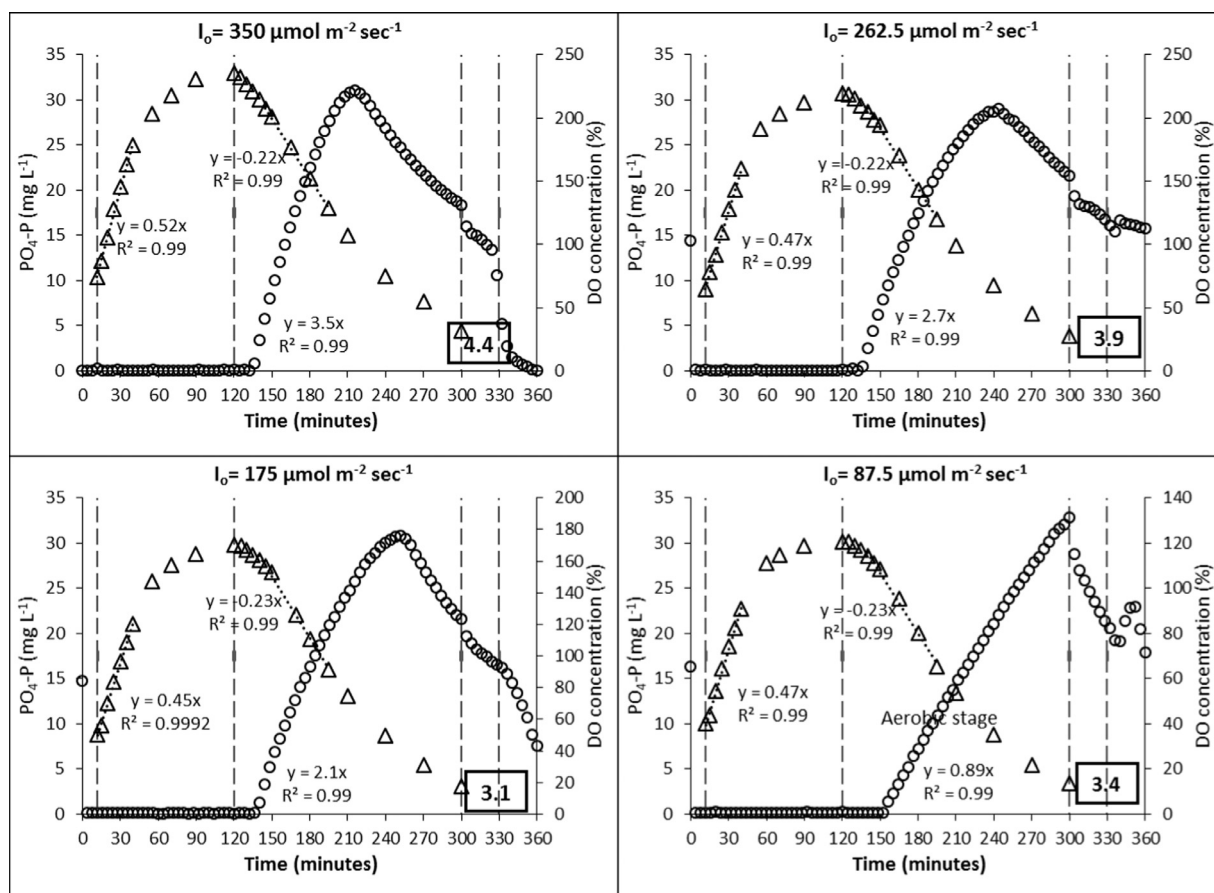 I₀= 350 µmol m⁻² sec⁻¹
35 250
30 200
25
20 150
15 100
10
5 50
0 0
PO₄-P (mg L⁻¹)
DO concentration (%)
y = 0.52x
R² = 0.99
y = -0.22x
R² = 0.99
y = 3.5x
R² = 0.99
4.4
0 30 60 90 120 150 180 210 240 270 300 330 360
Time (minutes)
I₀= 262.5 µmol m⁻² sec⁻¹
35 250
30 200
25
20 150
15 100
10
5 50
0 0
PO₄-P (mg L⁻¹)
DO concentration (%)
y = 0.47x
R² = 0.99
y = -0.22x
R² = 0.99
y = 2.7x
R² = 0.99
3.9
0 30 60 90 120 150 180 210 240 270 300 330 360
Time (minutes)
I₀= 175 µmol m⁻² sec⁻¹
35 200
30 180
25 160
20 140
15 120
10 100
5 80
0 60
40
20
0
PO₄-P (mg L⁻¹)
DO concentration (%)
y = -0.23x
R² = 0.99
y = 0.45x
R² = 0.9992
y = 2.1x
R² = 0.99
3.1
0 30 60 90 120 150 180 210 240 270 300 330 360
Time (minutes)
I₀= 87.5 µmol m⁻² sec⁻¹
35 140
30 120
25 100
20 80
15 60
10 40
5 20
0 0
PO₄-P (mg L⁻¹)
DO concentration (%)
y = -0.23x
R² = 0.99
y = 0.47x
R² = 0.99
Aerobic stage
y = 0.89x
R² = 0.99
3.4
0 30 60 90 120 150 180 210 240 270 300 330 360
Time (minutes)